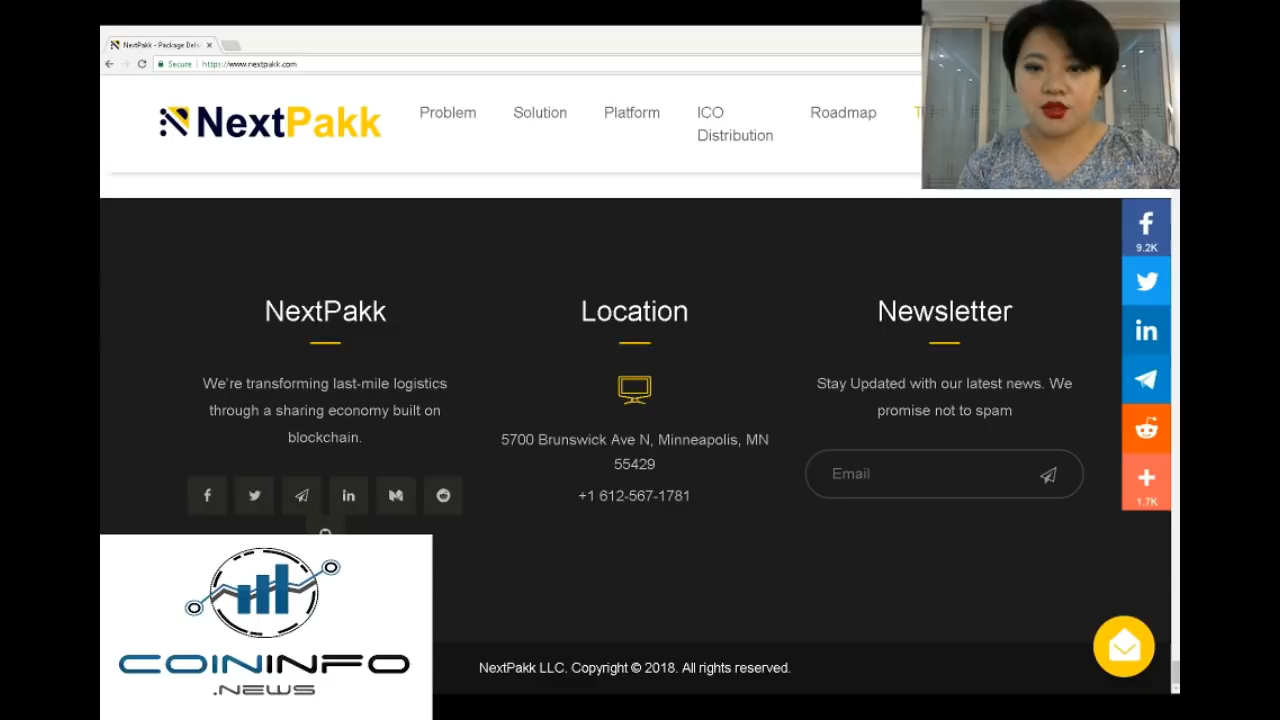 NextPakk - Package Deliv
Secure https://www.nextpakk.com
NextPakk
Problem
Solution
Platform
ICO
Distribution
Roadmap
T
9.2K
NextPakk
We're transforming last-mile logistics
through a sharing economy built on
blockchain.
Location
5700 Brunswick Ave N, Minneapolis, MN
55429
+1 612-567-1781
Newsletter
Stay Updated with our latest news. We
promise not to spam
Email
1.7K
COININFO
.NEWS
NextPakk LLC. Copyright © 2018. All rights reserved.